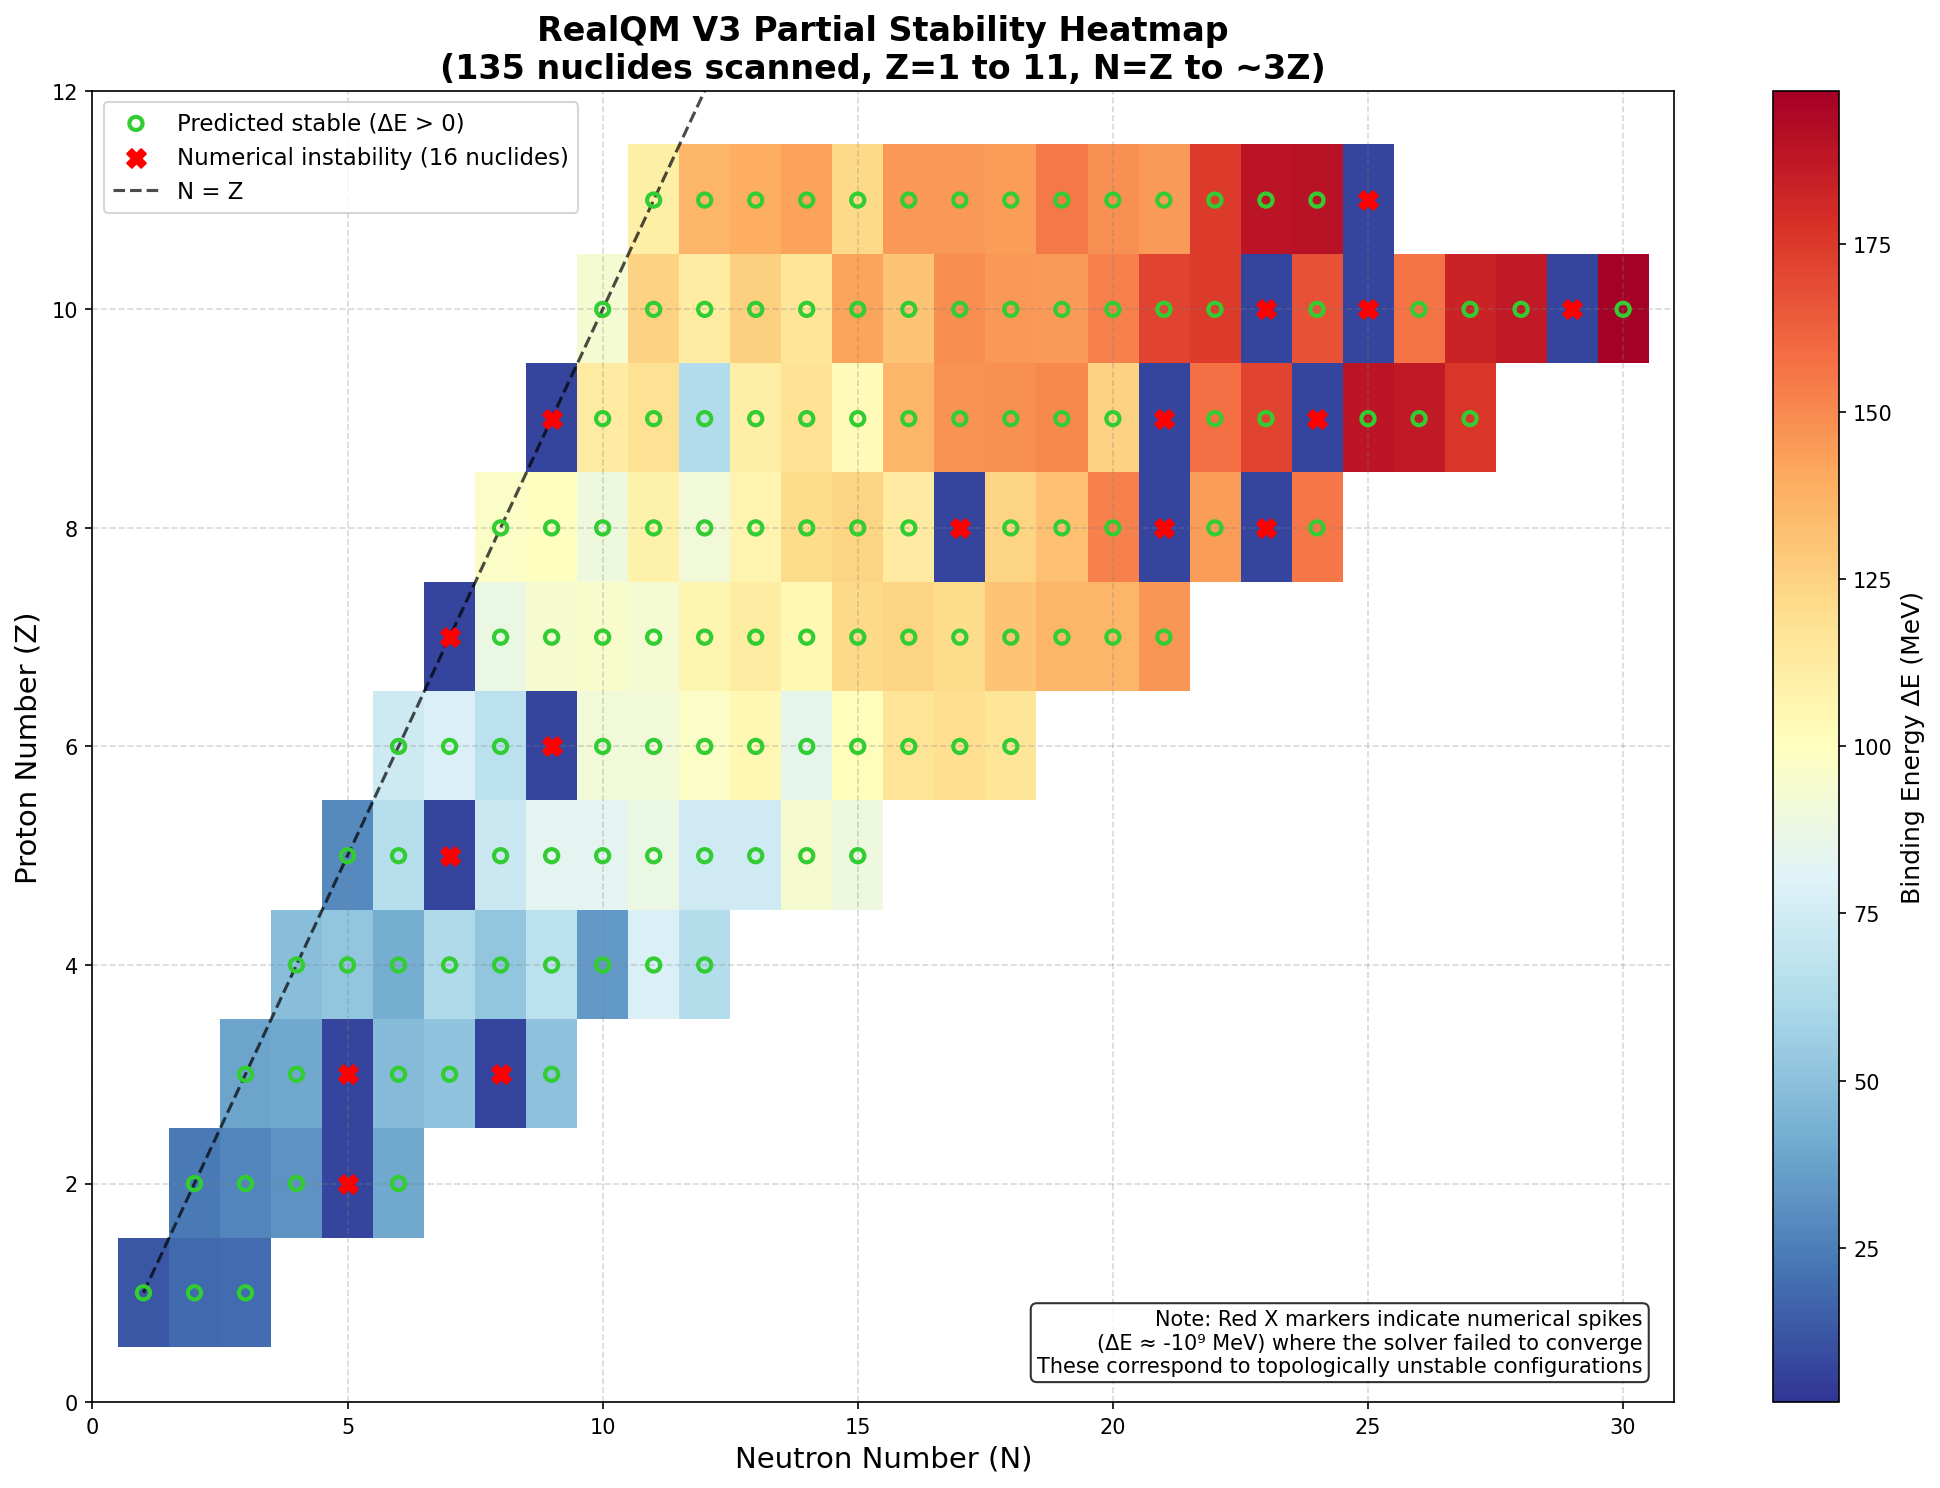 RealQM V3 Partial Stability Heatmap
(135 nuclides scanned, Z=1 to 11, N=Z to ~3Z)
Predicted stable (ΔE > 0)
Numerical instability (16 nuclides)
N = Z
Proton Number (Z)
12
10
8
6
4
2
0
0
5
10
15
20
25
30
Neutron Number (N)
Note: Red X markers indicate numerical spikes
(ΔE ≈ -10⁹ MeV) where the solver failed to converge
These correspond to topologically unstable configurations
175
150
125
100
75
50
25
Binding Energy ΔE (MeV)